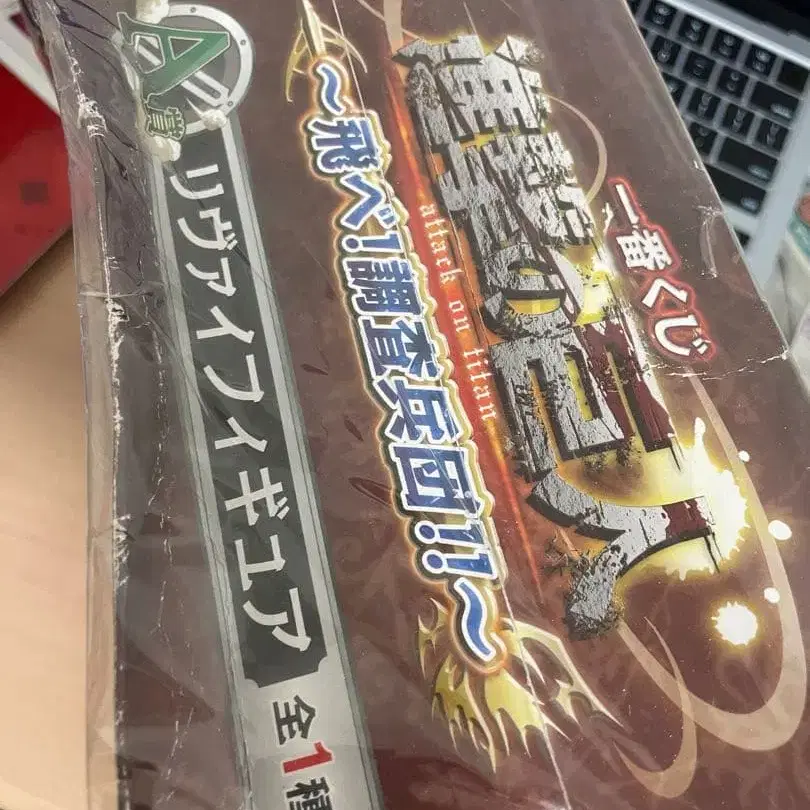 一番くじ
進撃の巨人
attack on titan
～飛べ!調査兵団!!～
A賞
リヴァイフィギュア
全1種